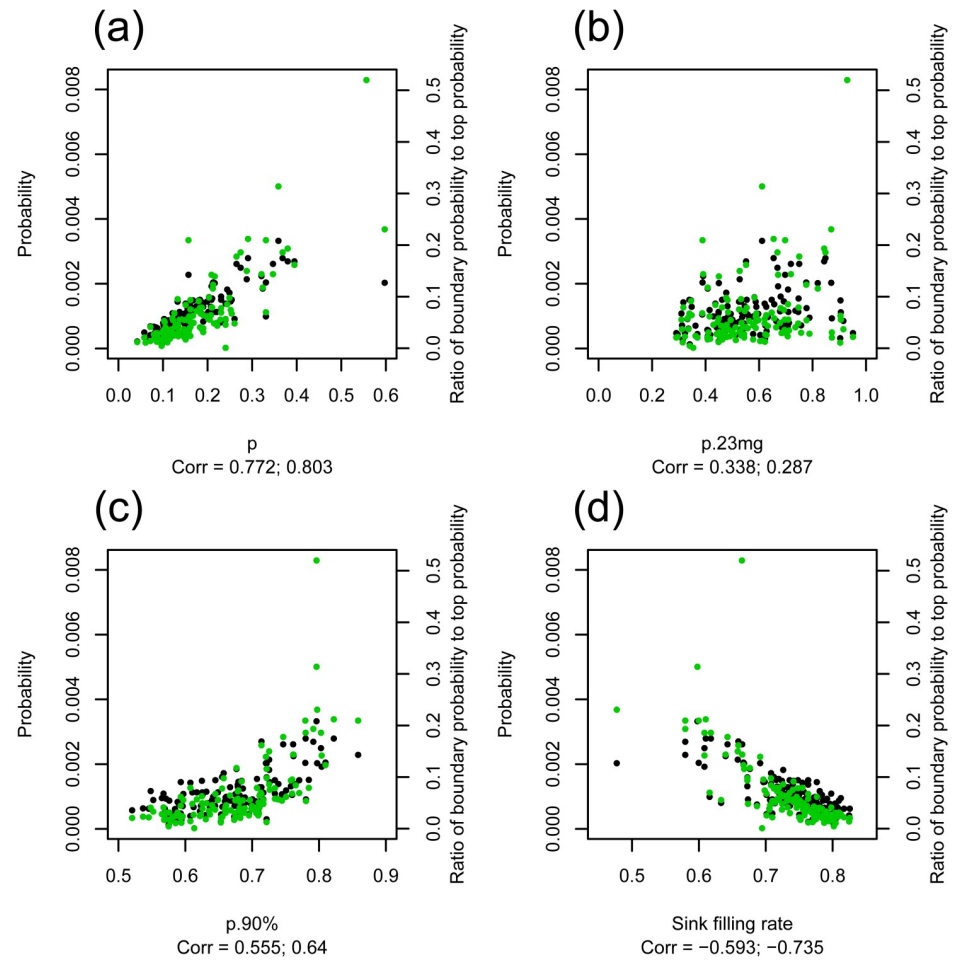 (a)
0.000 0.002 0.004 0.006 0.008
Probability
0.0 0.1 0.2 0.3 0.4 0.5
Ratio of boundary probability to top probability
0.0 0.1 0.2 0.3 0.4 0.5 0.6
p
Corr = 0.772; 0.803
(b)
0.000 0.002 0.004 0.006 0.008
Probability
0.0 0.1 0.2 0.3 0.4 0.5
Ratio of boundary probability to top probability
0.0 0.2 0.4 0.6 0.8 1.0
p.23mg
Corr = 0.338; 0.287
(c)
0.000 0.002 0.004 0.006 0.008
Probability
0.0 0.1 0.2 0.3 0.4 0.5
Ratio of boundary probability to top probability
0.5 0.6 0.7 0.8 0.9
p.90%
Corr = 0.555; 0.64
(d)
0.000 0.002 0.004 0.006 0.008
Probability
0.0 0.1 0.2 0.3 0.4 0.5
Ratio of boundary probability to top probability
0.5 0.6 0.7 0.8
Sink filling rate
Corr = −0.593; −0.735